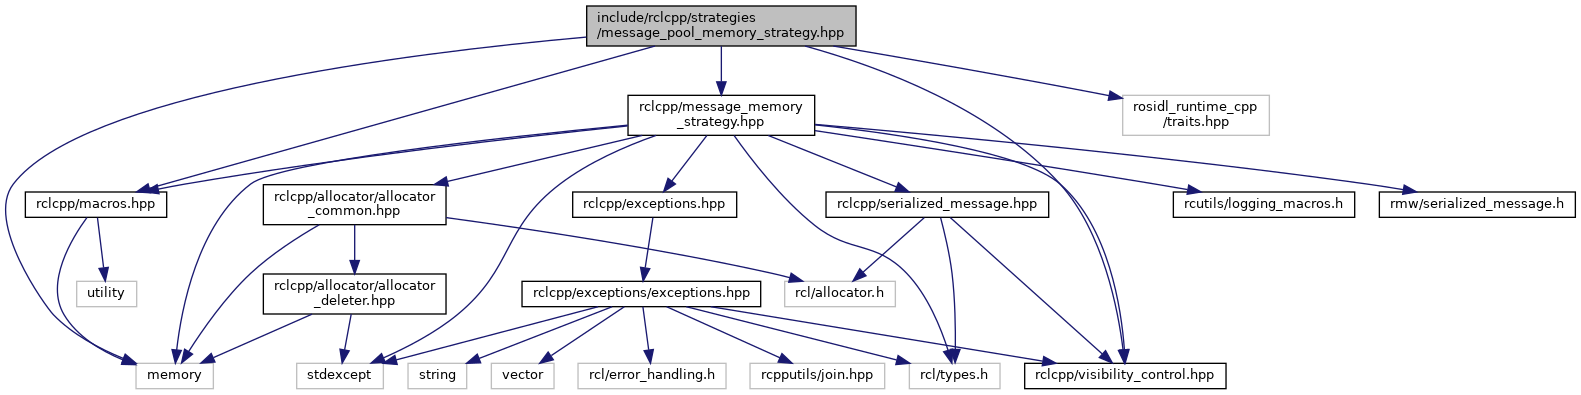 include/rclcpp/strategies
/message_pool_memory_strategy.hpp
rclcpp/message_memory
_strategy.hpp
rosidl_runtime_cpp
/traits.hpp
rclcpp/macros.hpp
rclcpp/allocator/allocator
_common.hpp
rclcpp/exceptions.hpp
rclcpp/serialized_message.hpp
rcutils/logging_macros.h
rmw/serialized_message.h
utility
rclcpp/allocator/allocator
_deleter.hpp
rclcpp/exceptions/exceptions.hpp
rcl/allocator.h
memory
stdexcept
string
vector
rcl/error_handling.h
rcpputils/join.hpp
rcl/types.h
rclcpp/visibility_control.hpp